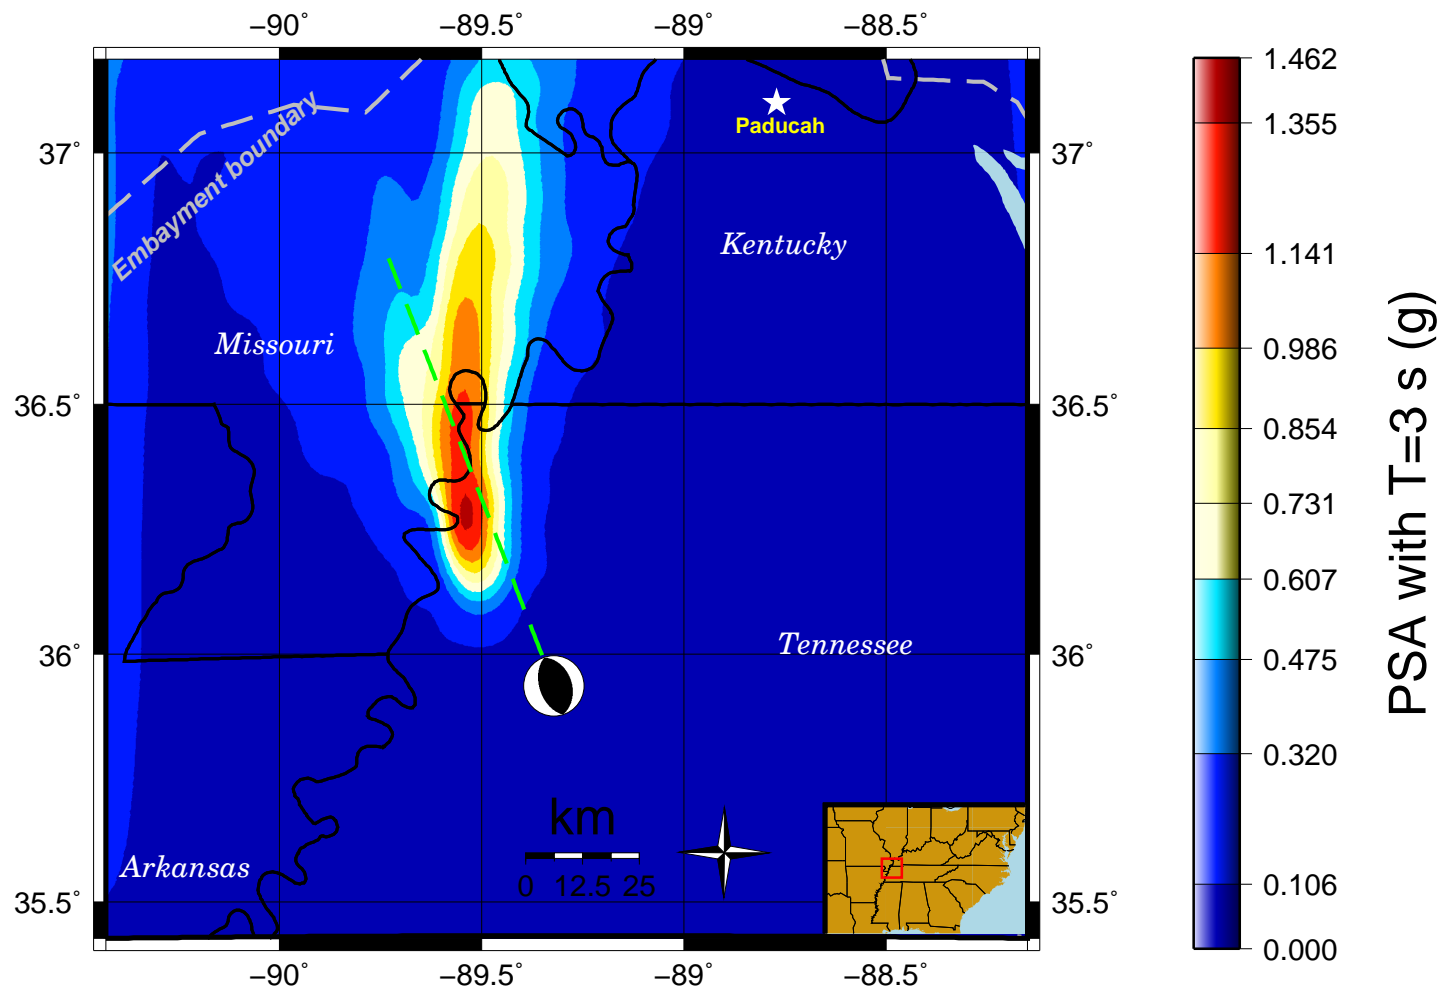 −90˚ −89.5˚ −89˚ −88.5˚
1.462
1.355
Paducah
37˚ 37˚
Embayment boundary
Kentucky
1.141
Missouri
0.986
36.5˚ 36.5˚
0.854
0.731
0.607
PSA with T=3 s (g)
Tennessee
36˚ 36˚
0.475
0.320
km
0 12.5 25
Arkansas
0.106
35.5˚ 35.5˚
0.000
−90˚ −89.5˚ −89˚ −88.5˚